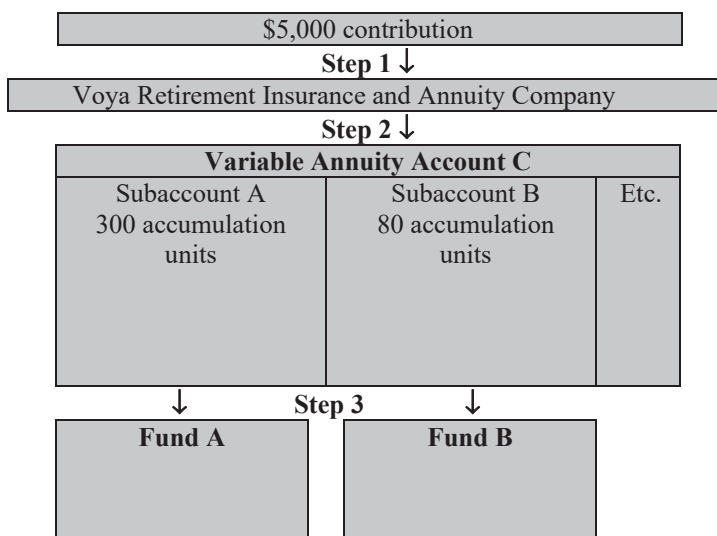 $5,000 contribution
Step 1 ↓
Voya Retirement Insurance and Annuity Company
Step 2 ↓
Variable Annuity Account C
Subaccount A
300 accumulation
units
Subaccount B
80 accumulation
units
Etc.
↓ Step 3 ↓
Fund A
Fund B